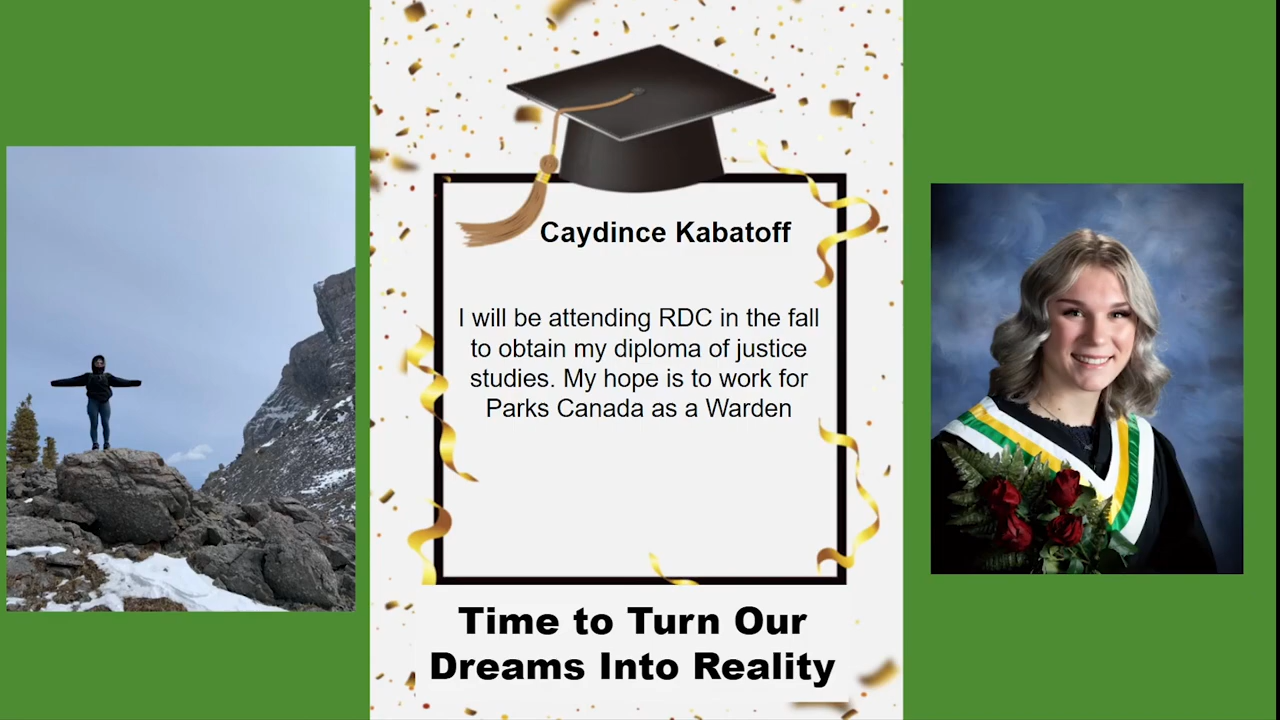 Caydince Kabatoff
I will be attending RDC in the fall
to obtain my diploma of justice
studies. My hope is to work for
Parks Canada as a Warden
Time to Turn Our
Dreams Into Reality